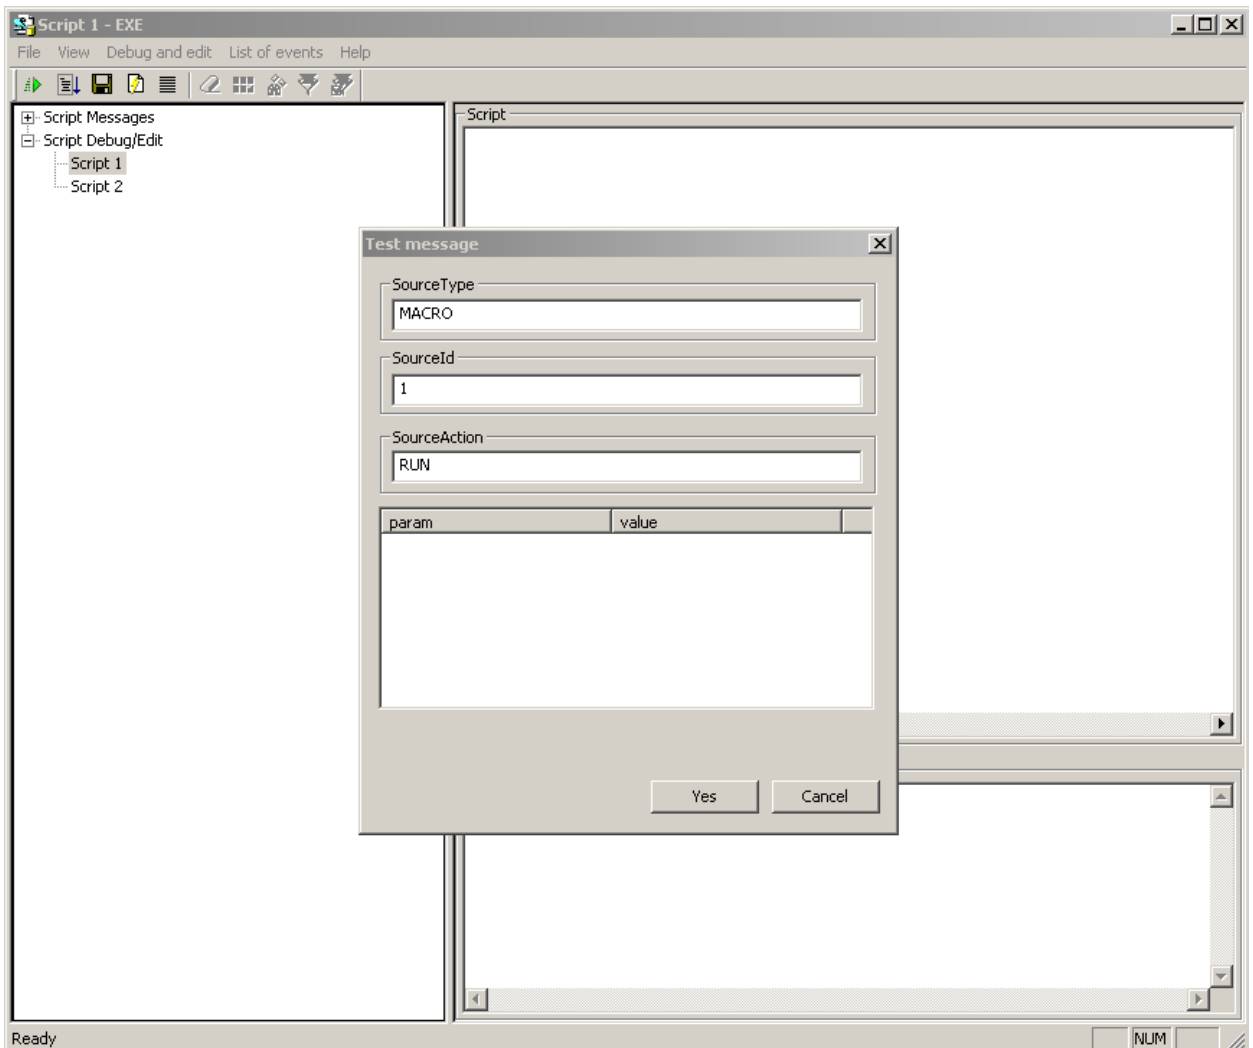 Script 1 - EXE
File View Debug and edit List of events Help
Script Messages
Script Debug/Edit
Script 1
Script 2
Script
Test message
SourceType
MACRO
SourceId
1
SourceAction
RUN
param value
Yes Cancel
Ready NUM